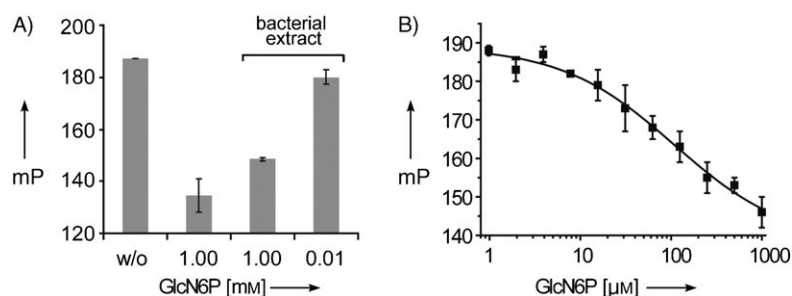 A)
bacterial
extract
200
180
160
140
120
mP
w/o 1.00 1.00 0.01
GlcN6P [mM]
B)
190
180
170
160
150
140
mP
1 10 100 1000
GlcN6P [µM]